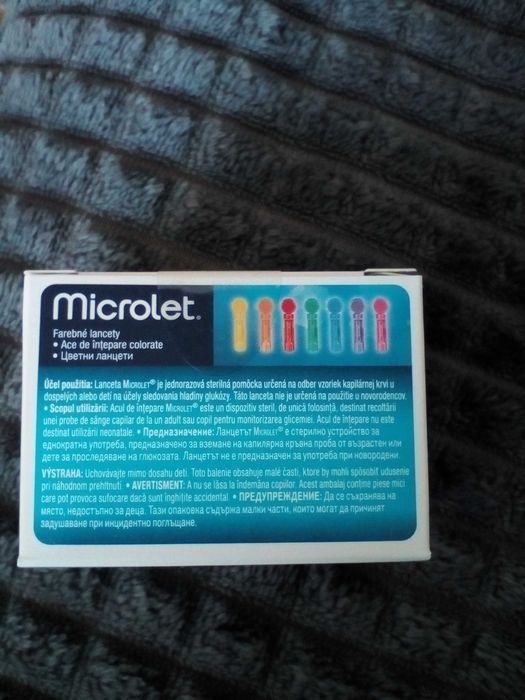 Microlet®
Farebné lancety
• Ace de înțepare colorate
• Цветни ланцети
Účel použitia: Lanceta MICROLET® je jednorazová sterilná pomôcka určená na odber vzoriek kapilárnej krvi u
dospelých alebo detí na účely sledovania hladiny glukózy. Táto lanceta nie je určená na použitie u novorodencov.
• Scopul utilizării: Acul de înțepare MICROLET® este un dispozitiv steril, de unică folosință, destinat recoltării
unei probe de sânge capilar de la un adult sau copil pentru monitorizarea glicemiei. Acul de înțepare nu este
destinat utilizării neonatale. • Предназначение: Ланцетът MICROLET® е стерилно устройство за
еднократна употреба, предназначено за вземане на капилярна кръвна проба от възрастен или
дете за проследяване на глюкозата. Ланцетът не е предназначен за употреба при новородени.
VÝSTRAHA: Uchovávajte mimo dosahu detí. Toto balenie obsahuje malé časti, ktoré by mohli spôsobiť udusenie
pri náhodnom prehltnutí. • AVERTISMENT: A nu se lăsa la îndemâna copiilor. Acest ambalaj conține piese mici
care pot provoca sufocare dacă sunt înghițite accidental. • ПРЕДУПРЕЖДЕНИЕ: Да се съхранява на
място, недостъпно за деца. Тази опаковка съдържа малки части, които могат да причинят
задушаване при инцидентно поглъщане.